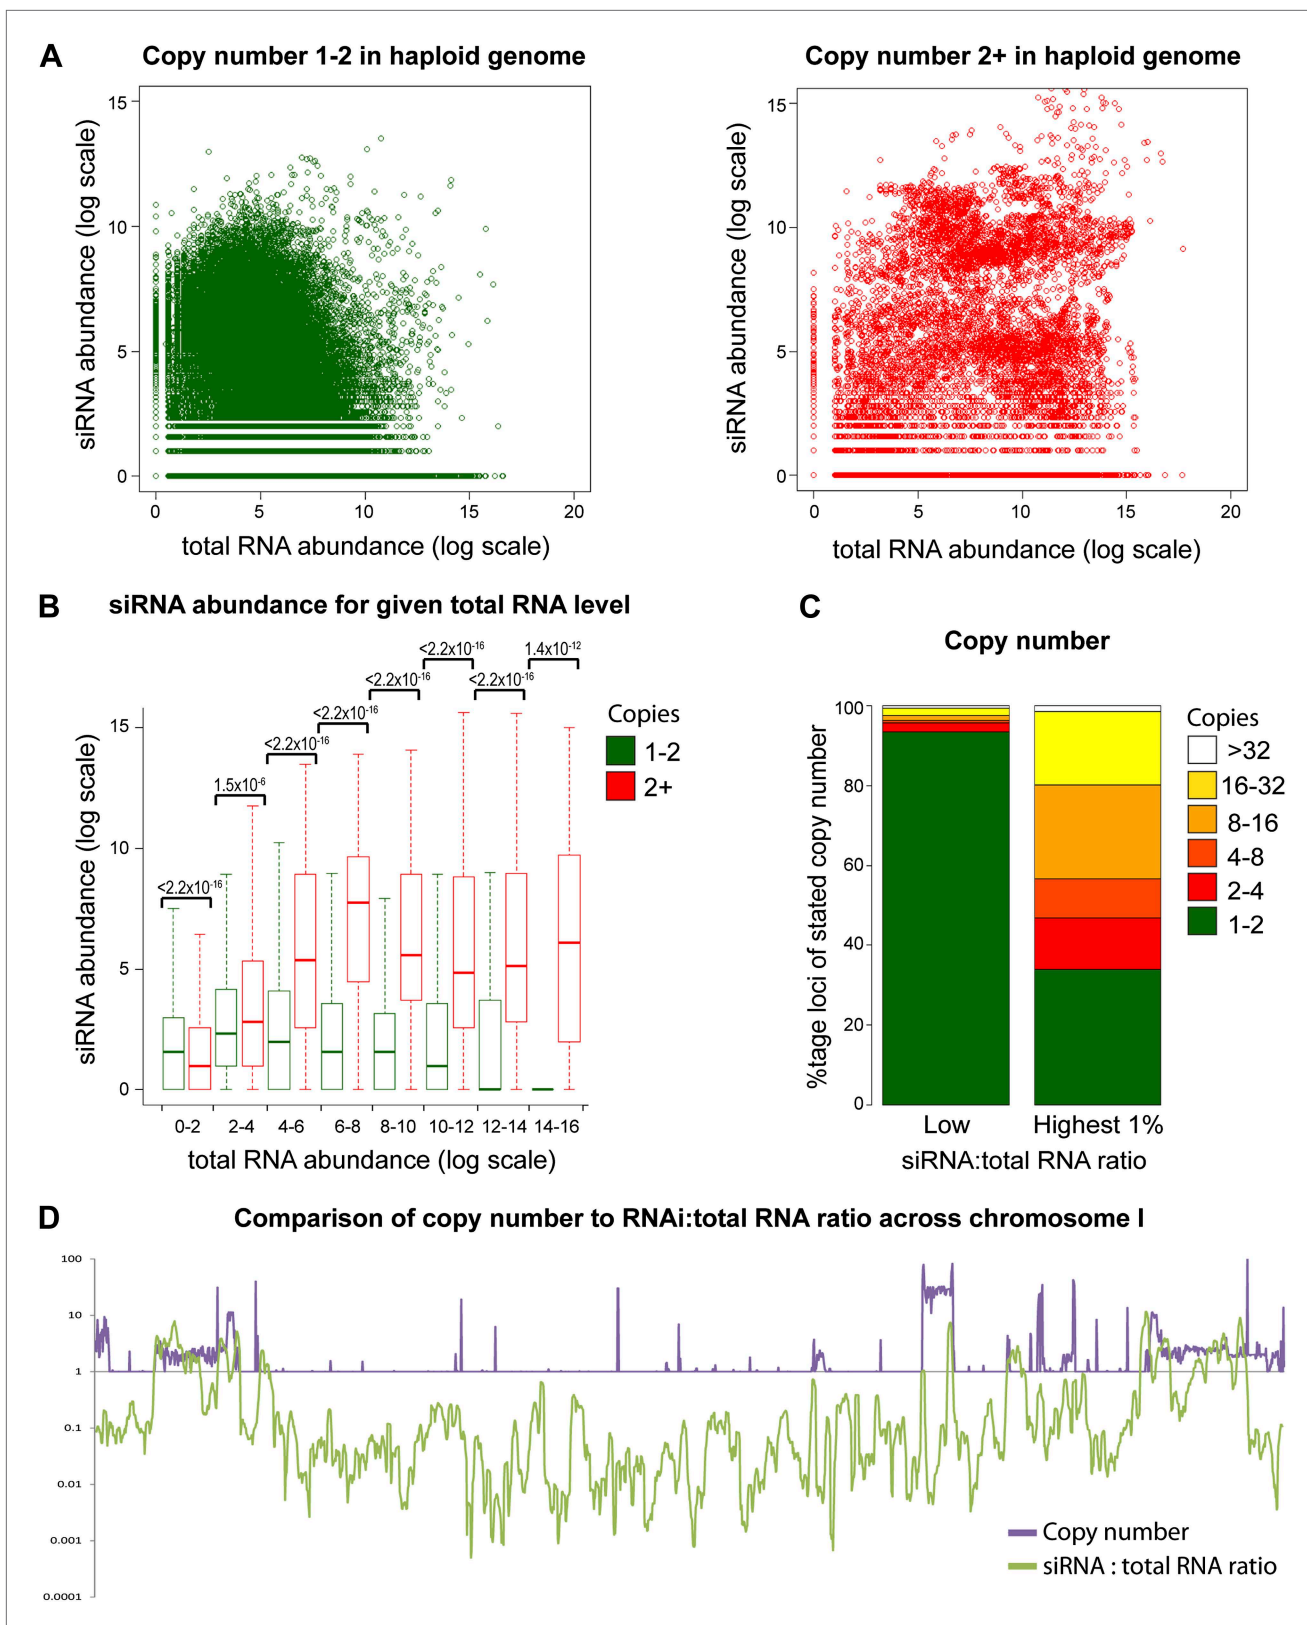 A
Copy number 1-2 in haploid genome
Copy number 2+ in haploid genome
siRNA abundance (log scale)
15
10
5
0
0 5 10 15 20
total RNA abundance (log scale)
siRNA abundance (log scale)
15
10
5
0
0 5 10 15 20
total RNA abundance (log scale)
B
siRNA abundance for given total RNA level
<2.2x10-16
1.5x10-6
<2.2x10-16
<2.2x10-16
<2.2x10-16
<2.2x10-16
<2.2x10-16
1.4x10-12
siRNA abundance (log scale)
15
10
5
0
0-2 2-4 4-6 6-8 8-10 10-12 12-14 14-16
total RNA abundance (log scale)
Copies
1-2
2+
C
Copy number
%tage loci of stated copy number
100
80
60
40
20
0
Low Highest 1%
siRNA:total RNA ratio
Copies
>32
16-32
8-16
4-8
2-4
1-2
D
Comparison of copy number to RNAi:total RNA ratio across chromosome I
100
10
1
0.1
0.01
0.001
0.0001
Copy number
siRNA : total RNA ratio